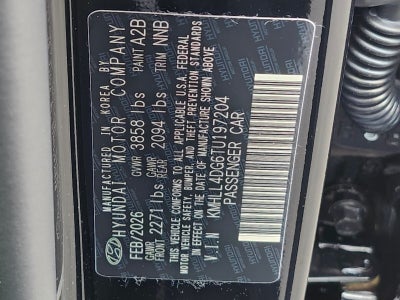 MANUFACTURED IN KOREA BY
HYUNDAI MOTOR COMPANY
FEB/2026 GVWR 3858 lbs PAINT A2B
GAWR FRONT 2271 lbs GAWR REAR 2094 lbs TRIM NNB
THIS VEHICLE CONFORMS TO ALL APPLICABLE U.S.A. FEDERAL
MOTOR VEHICLE SAFETY, BUMPER, AND THEFT PREVENTION STANDARDS
IN EFFECT ON THE DATE OF MANUFACTURE SHOWN ABOVE
V.I.N KMHLL4DG6TU197204
PASSENGER CAR